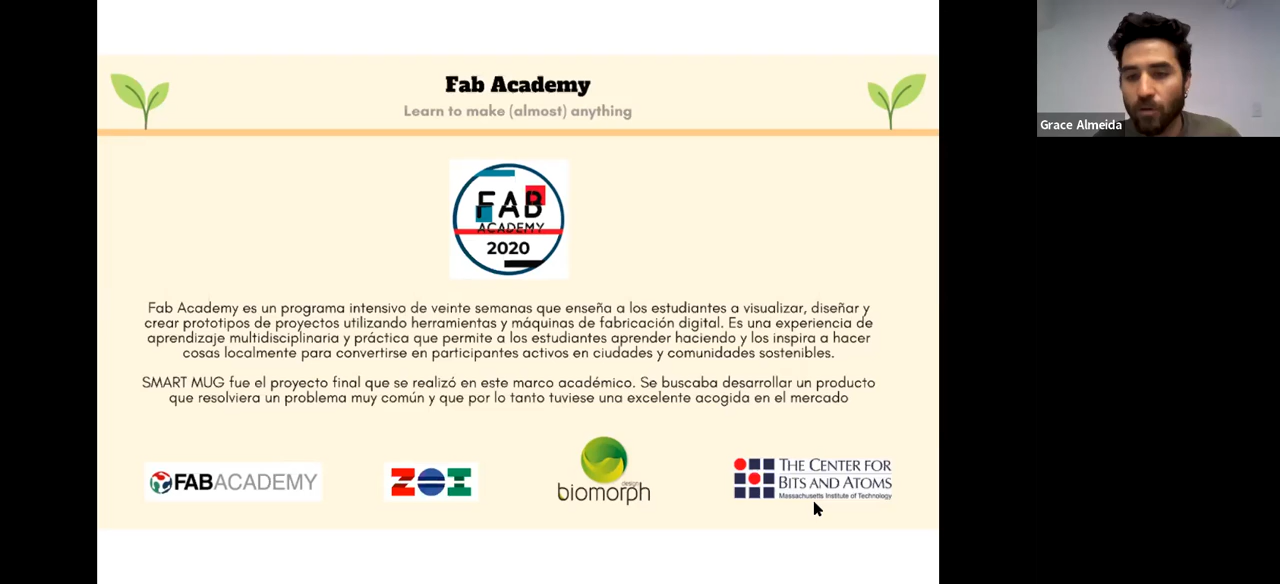 Fab Academy
Learn to make (almost) anything
FAB
ACADEMY
2020
Fab Academy es un programa intensivo de veinte semanas que enseña a los estudiantes a visualizar, diseñar y
crear prototipos de proyectos utilizando herramientas y máquinas de fabricación digital. Es una experiencia de
aprendizaje multidisciplinaria y práctica que permite a los estudiantes aprender haciendo y los inspira a hacer
cosas localmente para convertirse en participantes activos en ciudades y comunidades sostenibles.
SMART MUG fue el proyecto final que se realizó en este marco académico. Se buscaba desarrollar un producto
que resolviera un problema muy común y que por lo tanto tuviese una excelente acogida en el mercado
FABACADEMY
ZOI
design
biomorph
THE CENTER FOR
BITS AND ATOMS
Massachusetts Institute of Technology
Grace Almeida